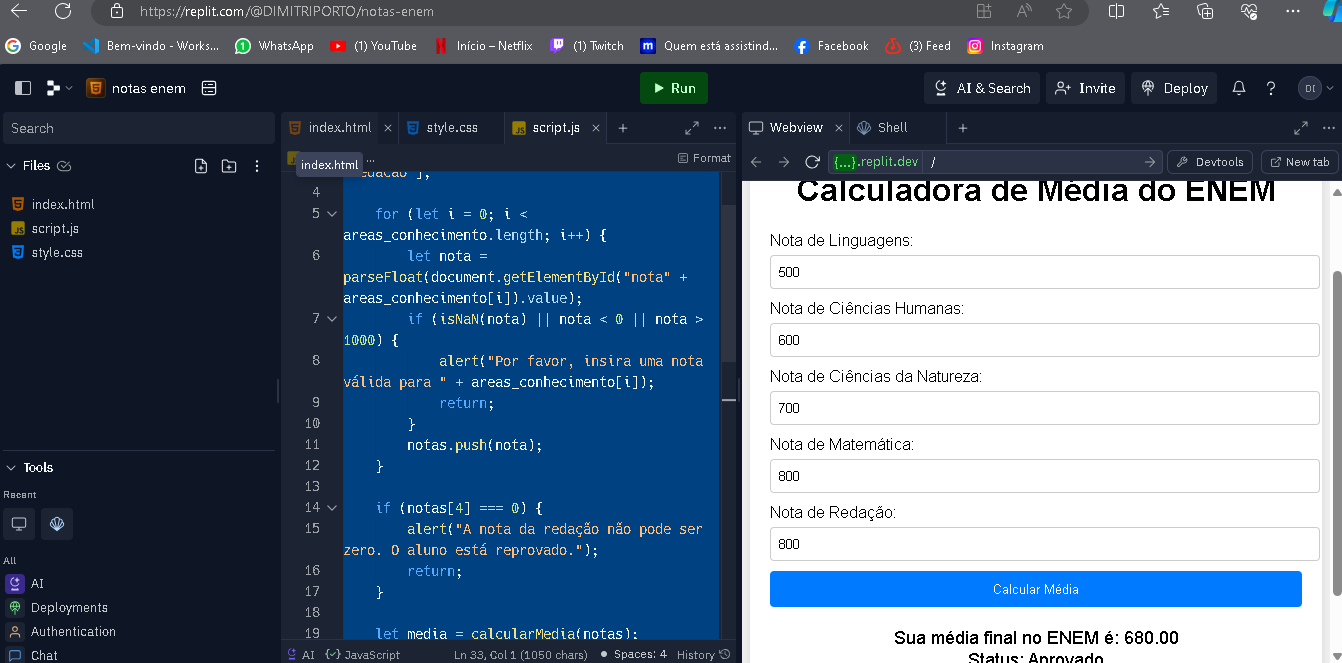 https://replit.com/@DIMITRIPORTO/notas-enem
Google
Bem-vindo - Works...
WhatsApp
(1) YouTube
Início – Netflix
(1) Twitch
Quem está assistind...
Facebook
(3) Feed
Instagram
notas enem
Run
AI & Search
Invite
Deploy
DI
Search
index.html
style.css
script.js
Webview
Shell
Files
index.html
...
Format
{...}.replit.dev
/
Devtools
New tab
index.html
script.js
style.css
Tools
Recent
All
AI
Deployments
Authentication
Chat
edacao"];
4
5 for (let i = 0; i <
areas_conhecimento.length; i++) {
6 let nota =
parseFloat(document.getElementById("nota" +
areas_conhecimento[i]).value);
7 if (isNaN(nota) || nota < 0 || nota >
1000) {
8 alert("Por favor, insira uma nota
válida para " + areas_conhecimento[i]);
9 return;
10 }
11 notas.push(nota);
12 }
13
14 if (notas[4] === 0) {
15 alert("A nota da redação não pode ser
zero. O aluno está reprovado.");
16 return;
17 }
18
19 let media = calcularMedia(notas);
AI
JavaScript
Ln 33, Col 1 (1050 chars)
Spaces: 4
History
Calculadora de Média do ENEM
Nota de Linguagens:
500
Nota de Ciências Humanas:
600
Nota de Ciências da Natureza:
700
Nota de Matemática:
800
Nota de Redação:
800
Calcular Média
Sua média final no ENEM é: 680.00
Status: Aprovado